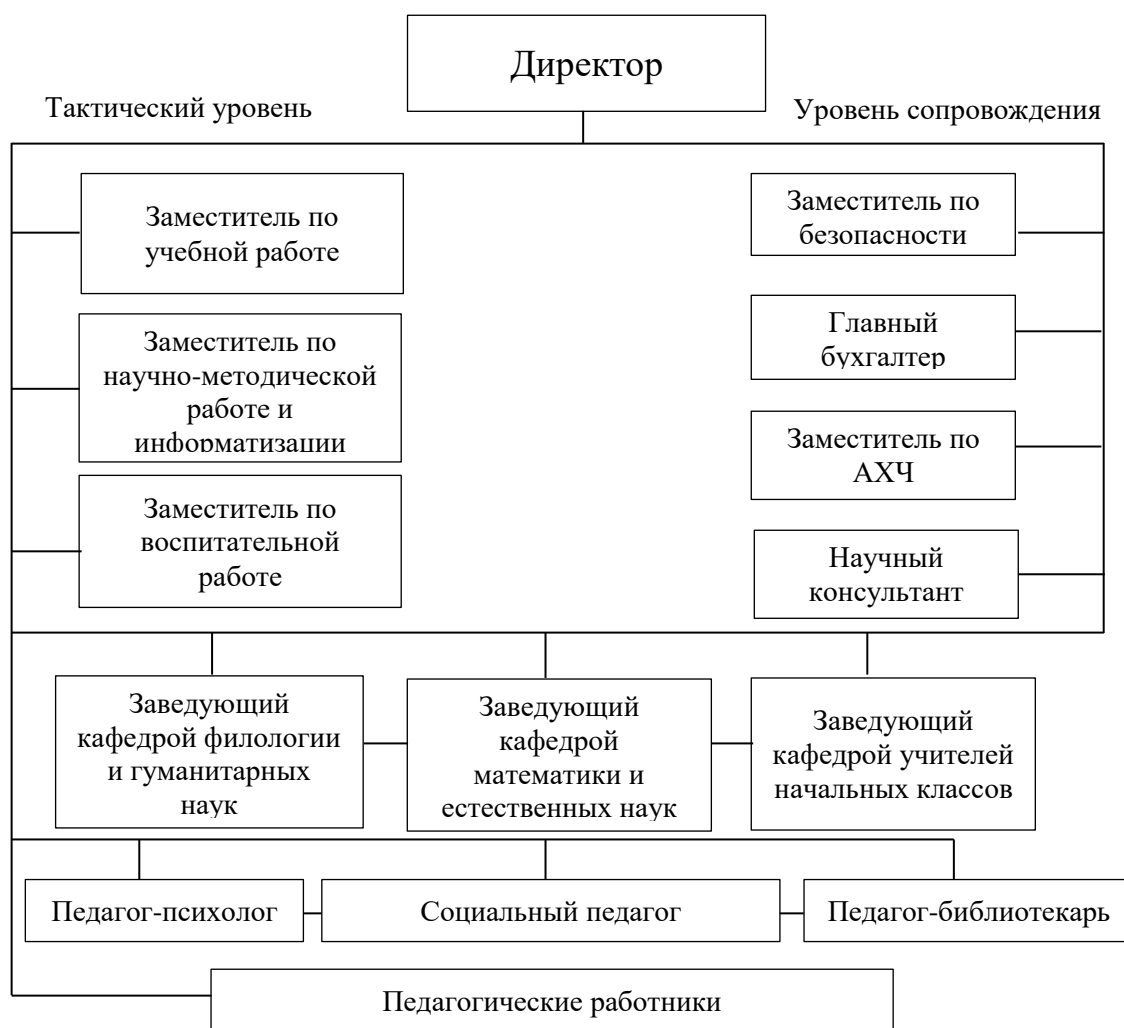 Директор
Тактический уровень
Уровень сопровождения
Заместитель по
учебной работе
Заместитель по
безопасности
Заместитель по
научно-методической
работе и
информатизации
Главный
бухгалтер
Заместитель по
АХЧ
Заместитель по
воспитательной
работе
Научный
консультант
Заведующий
кафедрой филологии
и гуманитарных
наук
Заведующий
кафедрой
математики и
естественных наук
Заведующий
кафедрой учителей
начальных классов
Педагог-психолог
Социальный педагог
Педагог-библиотекарь
Педагогические работники